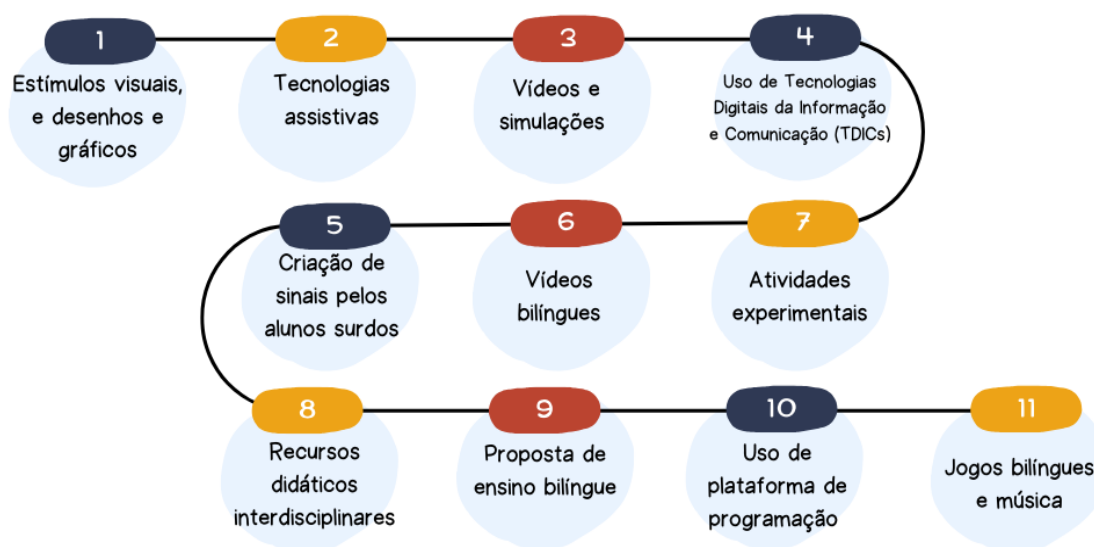 1
Estímulos visuais,
e desenhos e
gráficos
2
Tecnologias
assistivas
3
Vídeos e
simulações
4
Uso de Tecnologias
Digitais da Informação
e Comunicação (TDICs)
5
Criação de
sinais pelos
alunos surdos
6
Vídeos
bilíngues
7
Atividades
experimentais
8
Recursos
didáticos
interdisciplinares
9
Proposta de
ensino bilíngue
10
Uso de
plataforma de
programação
11
Jogos bilíngues
e música